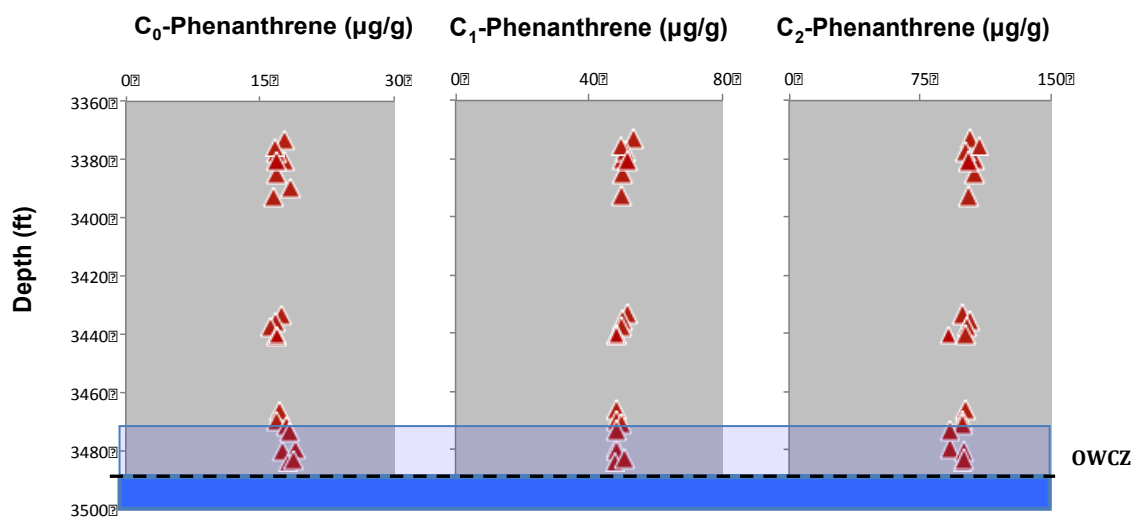 C₀-Phenanthrene (µg/g) C₁-Phenanthrene (µg/g) C₂-Phenanthrene (µg/g)
0 15 30 0 40 80 0 75 150
3360
3380
3400
3420
3440
3460
3480
3500
Depth (ft)
OWCZ